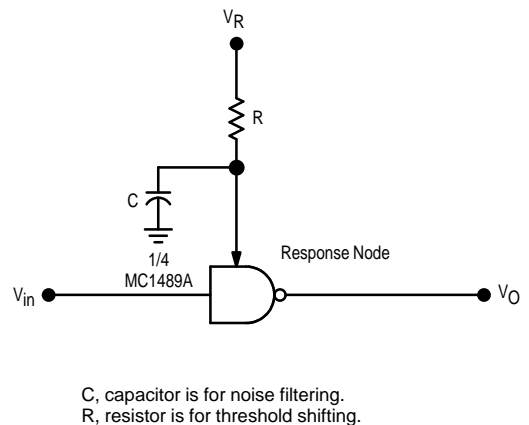 VR
R
C
1/4
MC1489A
Response Node
Vin
VO
C, capacitor is for noise filtering.
R, resistor is for threshold shifting.